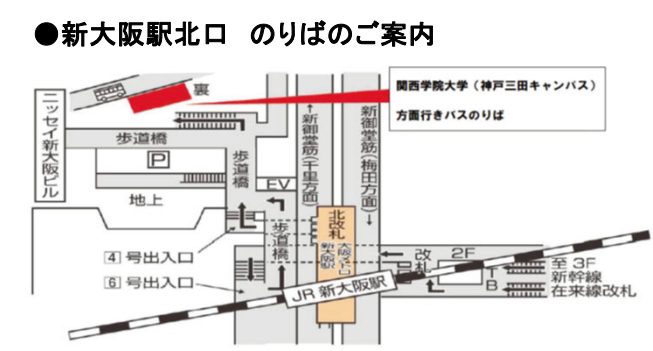 ●新大阪駅北口 のりばのご案内
関西学院大学（神戸三田キャンパス）
方面行きバスのりば
裏
ニッセイ新大阪ビル
歩道橋
P
地上
歩道橋
EV
新御堂筋(千里方面)
新御堂筋(梅田方面)
北改札
大阪メトロ
新大阪駅
歩道橋
4 号出入口
6 号出入口
改札
2F
至 3F
新幹線
在来線改札
JR 新大阪駅